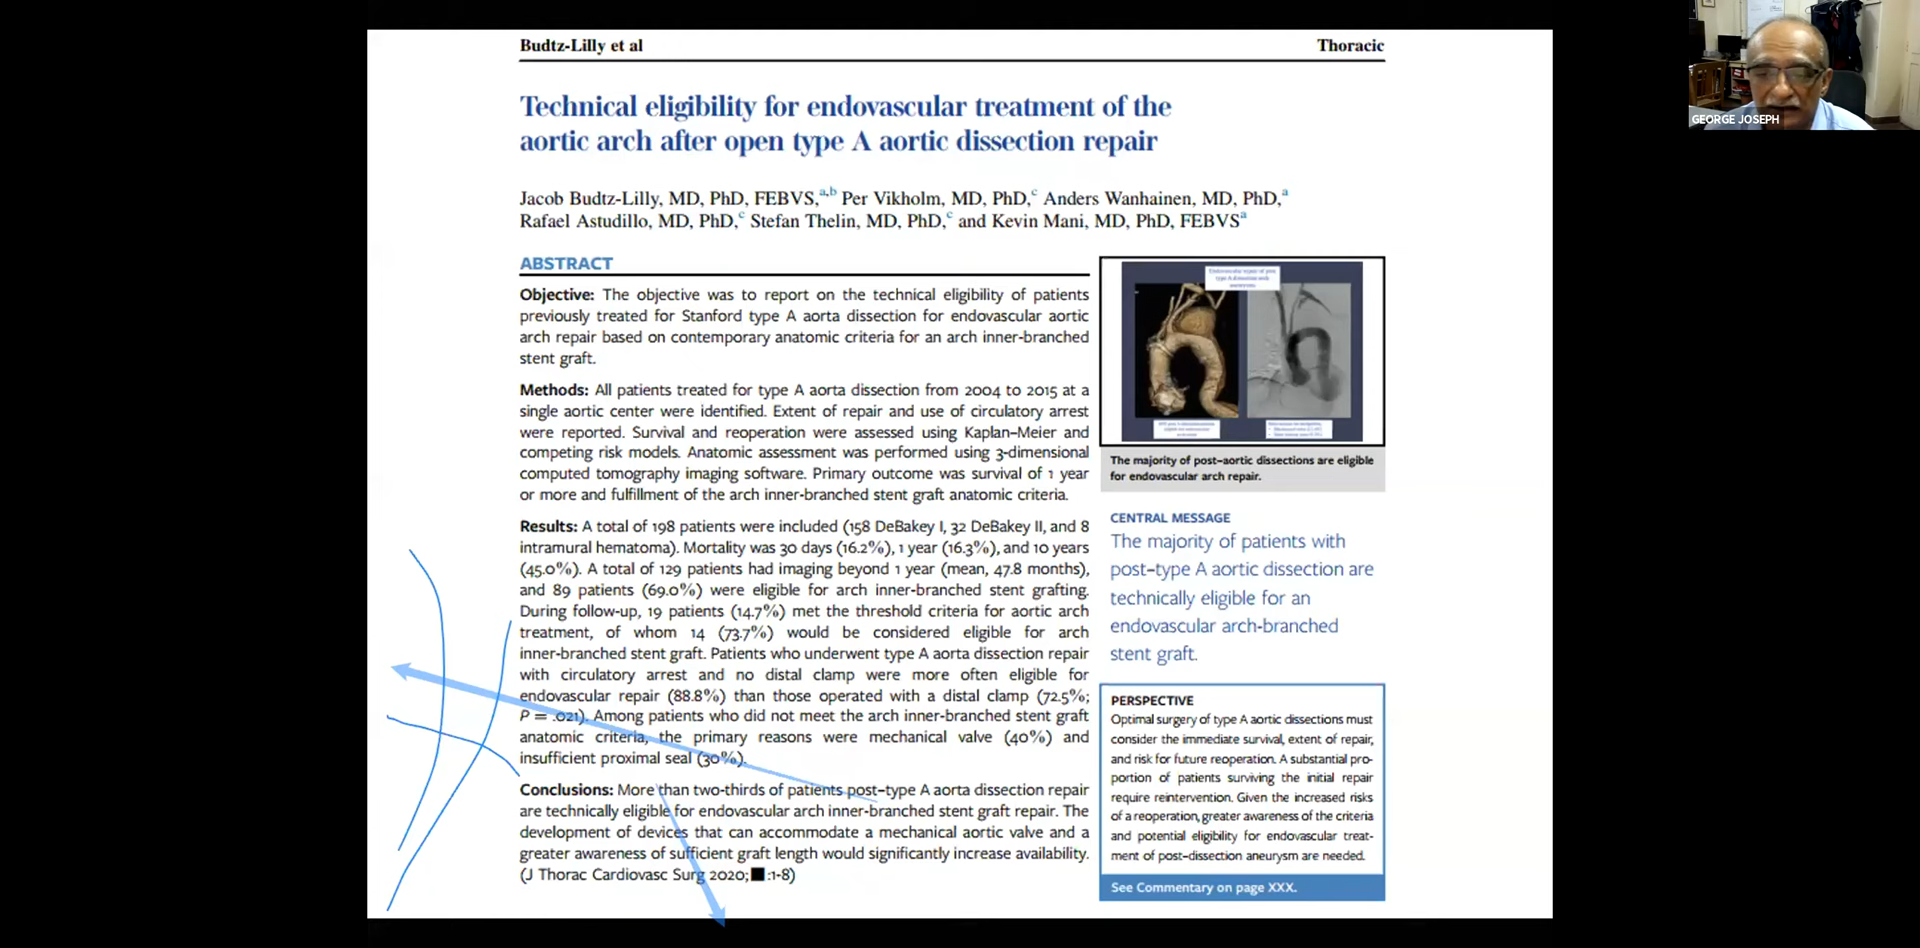 Budtz-Lilly et al
Thoracic
Technical eligibility for endovascular treatment of the
aortic arch after open type A aortic dissection repair
Jacob Budtz-Lilly, MD, PhD, FEBVS,a,b Per Vikholm, MD, PhD,c Anders Wanhainen, MD, PhD,a
Rafael Astudillo, MD, PhD,c Stefan Thelin, MD, PhD,c and Kevin Mani, MD, PhD, FEBVSa
ABSTRACT
Objective: The objective was to report on the technical eligibility of patients
previously treated for Stanford type A aorta dissection for endovascular aortic
arch repair based on contemporary anatomic criteria for an arch inner-branched
stent graft.
Methods: All patients treated for type A aorta dissection from 2004 to 2015 at a
single aortic center were identified. Extent of repair and use of circulatory arrest
were reported. Survival and reoperation were assessed using Kaplan–Meier and
competing risk models. Anatomic assessment was performed using 3-dimensional
computed tomography imaging software. Primary outcome was survival of 1 year
or more and fulfillment of the arch inner-branched stent graft anatomic criteria.
Results: A total of 198 patients were included (158 DeBakey I, 32 DeBakey II, and 8
intramural hematoma). Mortality was 30 days (16.2%), 1 year (16.3%), and 10 years
(45.0%). A total of 129 patients had imaging beyond 1 year (mean, 47.8 months),
and 89 patients (69.0%) were eligible for arch inner-branched stent grafting.
During follow-up, 19 patients (14.7%) met the threshold criteria for aortic arch
treatment, of whom 14 (73.7%) would be considered eligible for arch
inner-branched stent graft. Patients who underwent type A aorta dissection repair
with circulatory arrest and no distal clamp were more often eligible for
endovascular repair (88.8%) than those operated with a distal clamp (72.5%;
P = .021). Among patients who did not meet the arch inner-branched stent graft
anatomic criteria, the primary reasons were mechanical valve (40%) and
insufficient proximal seal (30%).
Conclusions: More than two-thirds of patients post–type A aorta dissection repair
are technically eligible for endovascular arch inner-branched stent graft repair. The
development of devices that can accommodate a mechanical aortic valve and a
greater awareness of sufficient graft length would significantly increase availability.
(J Thorac Cardiovasc Surg 2020;■:1-8)
The majority of post–aortic dissections are eligible
for endovascular arch repair.
CENTRAL MESSAGE
The majority of patients with
post–type A aortic dissection are
technically eligible for an
endovascular arch-branched
stent graft.
PERSPECTIVE
Optimal surgery of type A aortic dissections must
consider the immediate survival, extent of repair,
and risk for future reoperation. A substantial pro-
portion of patients surviving the initial repair
require reintervention. Given the increased risks
of a reoperation, greater awareness of the criteria
and potential eligibility for endovascular treat-
ment of post–dissection aneurysm are needed.
See Commentary on page XXX.
GEORGE JOSEPH